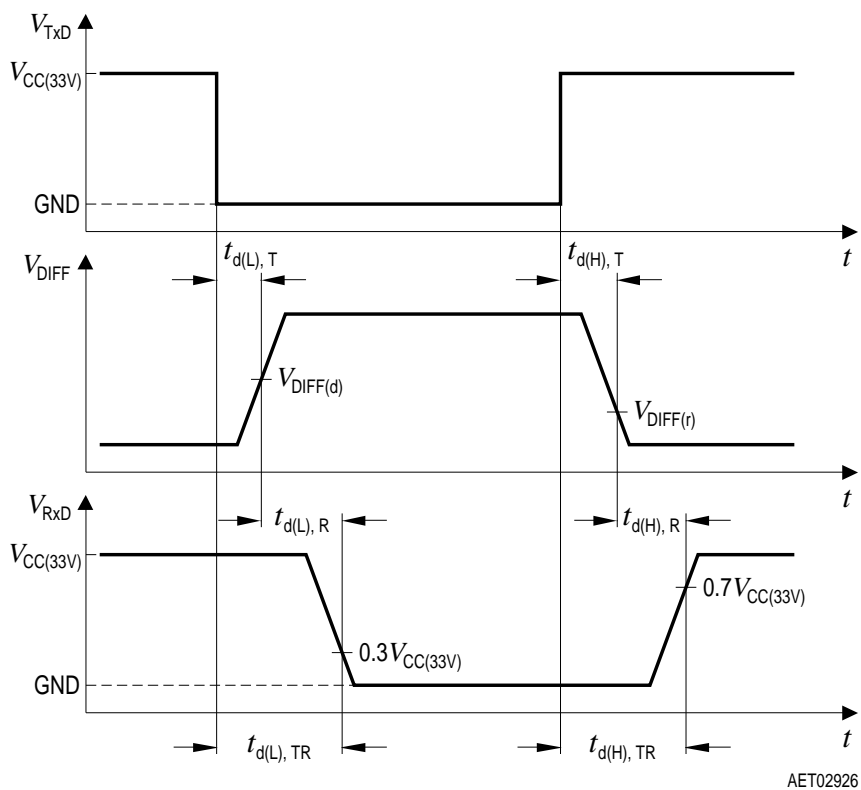 V_TxD
V_CC(33V)
GND
t
t_d(L), T
t_d(H), T
V_DIFF
V_DIFF(d)
V_DIFF(r)
t
V_RxD
t_d(L), R
t_d(H), R
V_CC(33V)
0.7V_CC(33V)
0.3V_CC(33V)
GND
t
t_d(L), TR
t_d(H), TR
AET02926